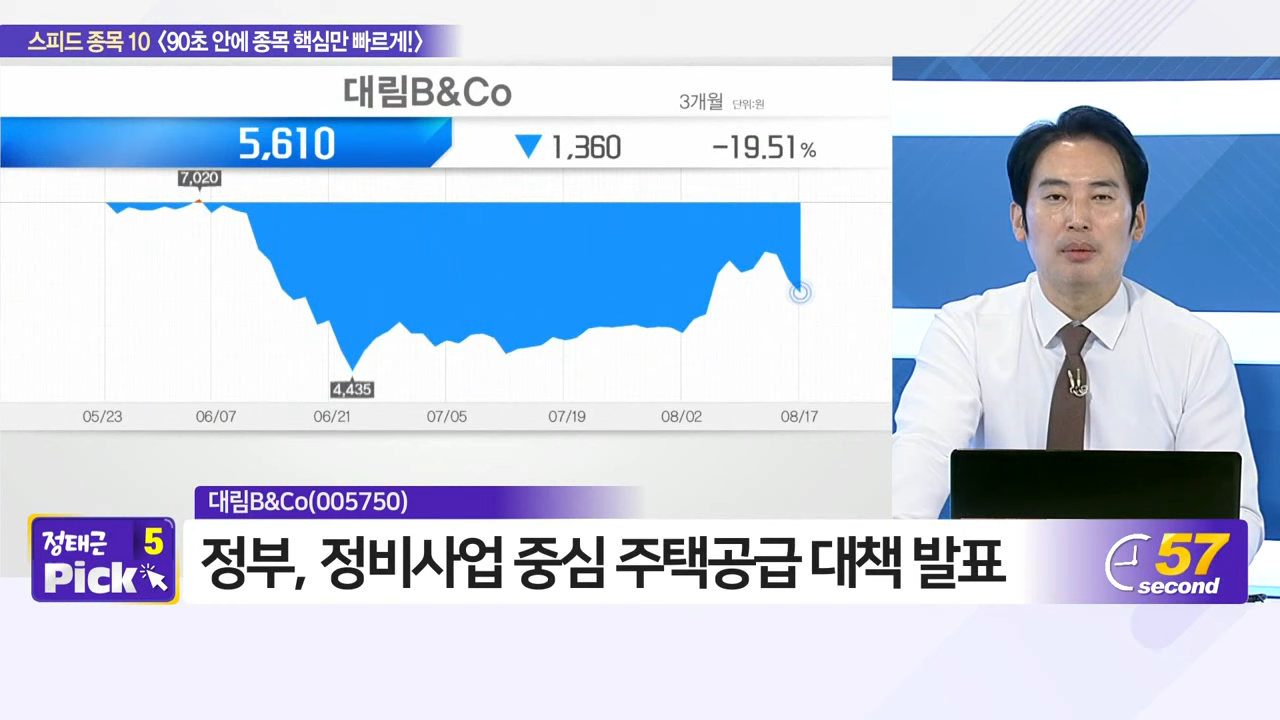 스피드 종목 10 〈90초 안에 종목 핵심만 빠르게!〉
대림B&Co
3개월 단위:원
5,610 ▼1,360 -19.51%
7,020
4,435
05/23 06/07 06/21 07/05 07/19 08/02 08/17
대림B&Co(005750)
정태근 5
Pick
정부, 정비사업 중심 주택공급 대책 발표
57
second